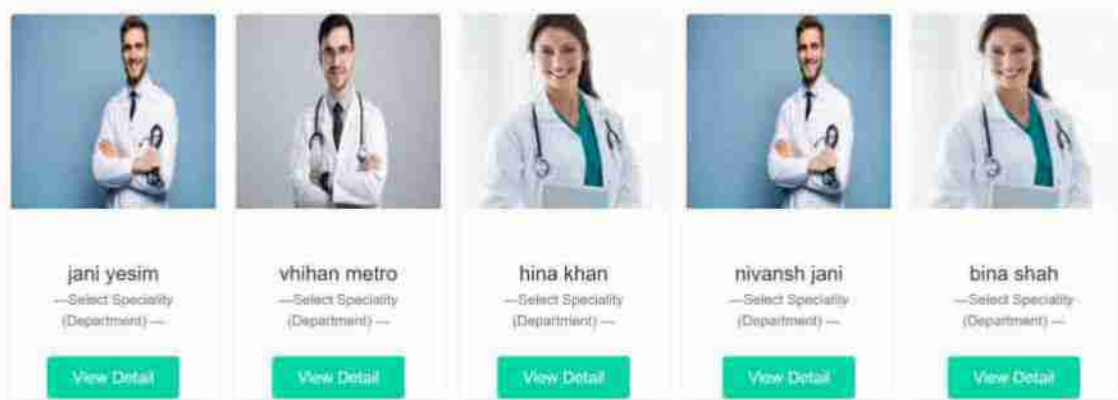 jani yesim
---Select Speciality
(Department) ---
View Detail
vhihan metro
---Select Speciality
(Department) ---
View Detail
hina khan
---Select Speciality
(Department) ---
View Detail
nivansh jani
---Select Speciality
(Department) ---
View Detail
bina shah
---Select Speciality
(Department) ---
View Detail